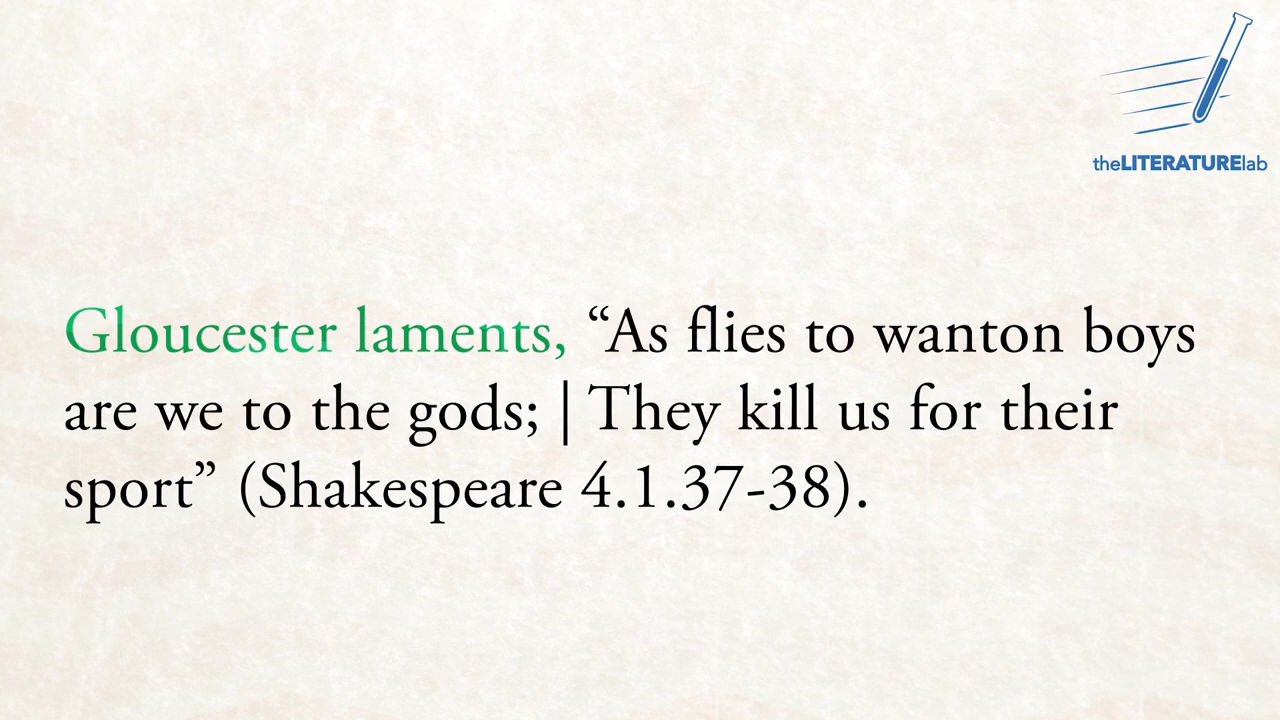 theLITERATURElab
Gloucester laments, “As flies to wanton boys
are we to the gods; | They kill us for their
sport” (Shakespeare 4.1.37-38).